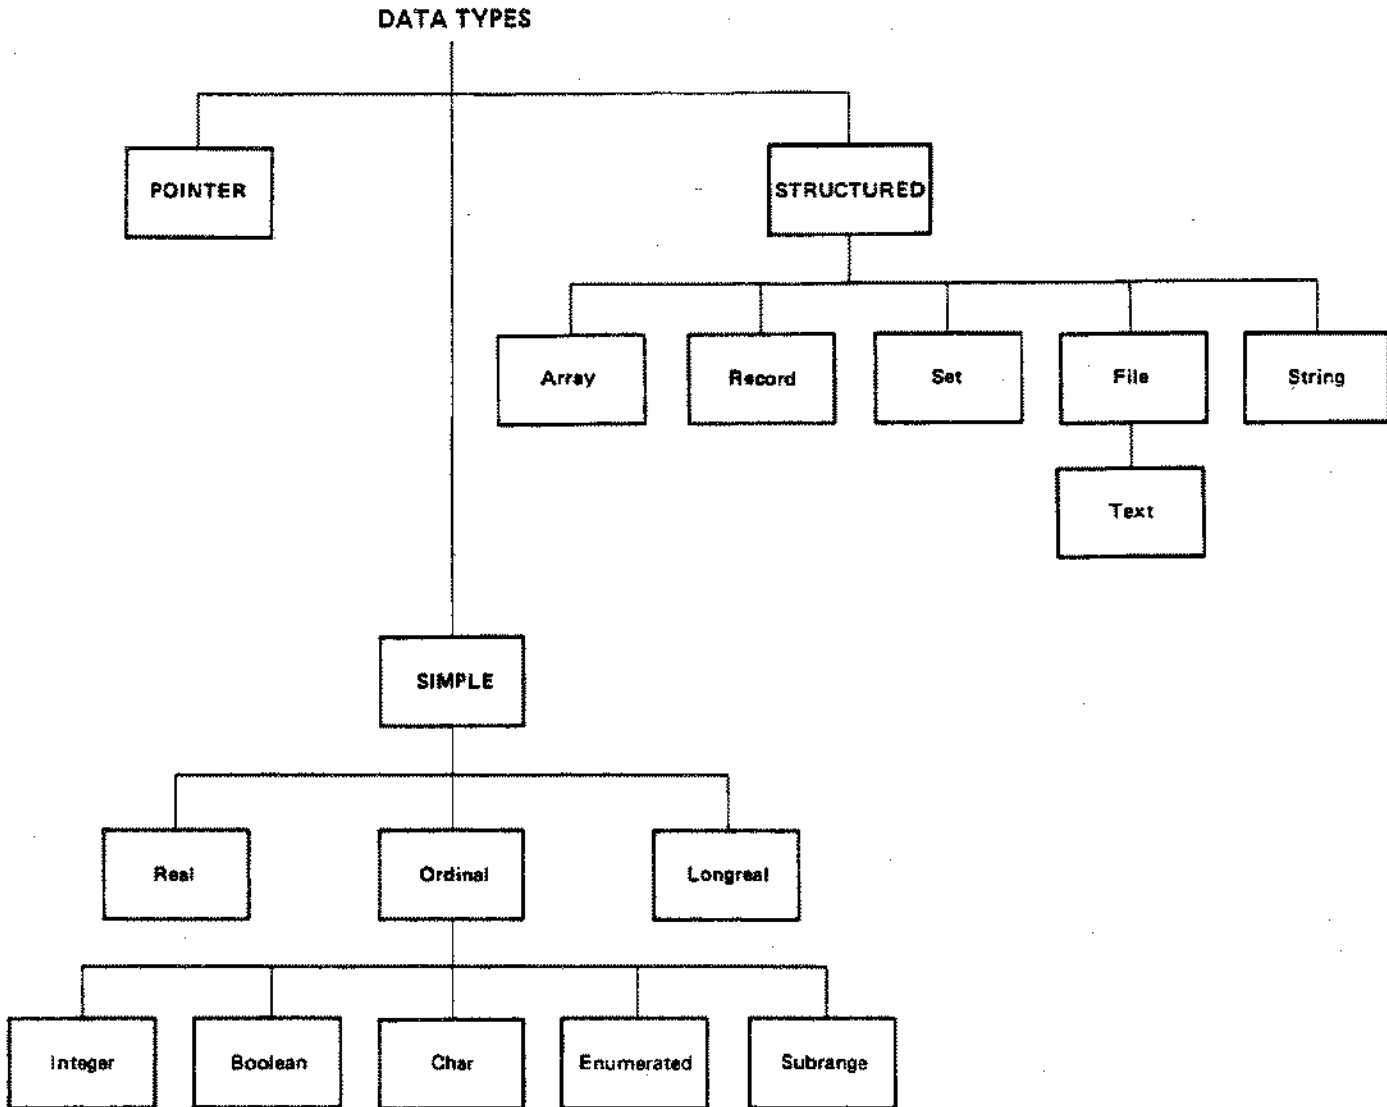 DATA TYPES
POINTER
STRUCTURED
Array
Record
Set
File
String
Text
SIMPLE
Real
Ordinal
Longreal
Integer
Boolean
Char
Enumerated
Subrange